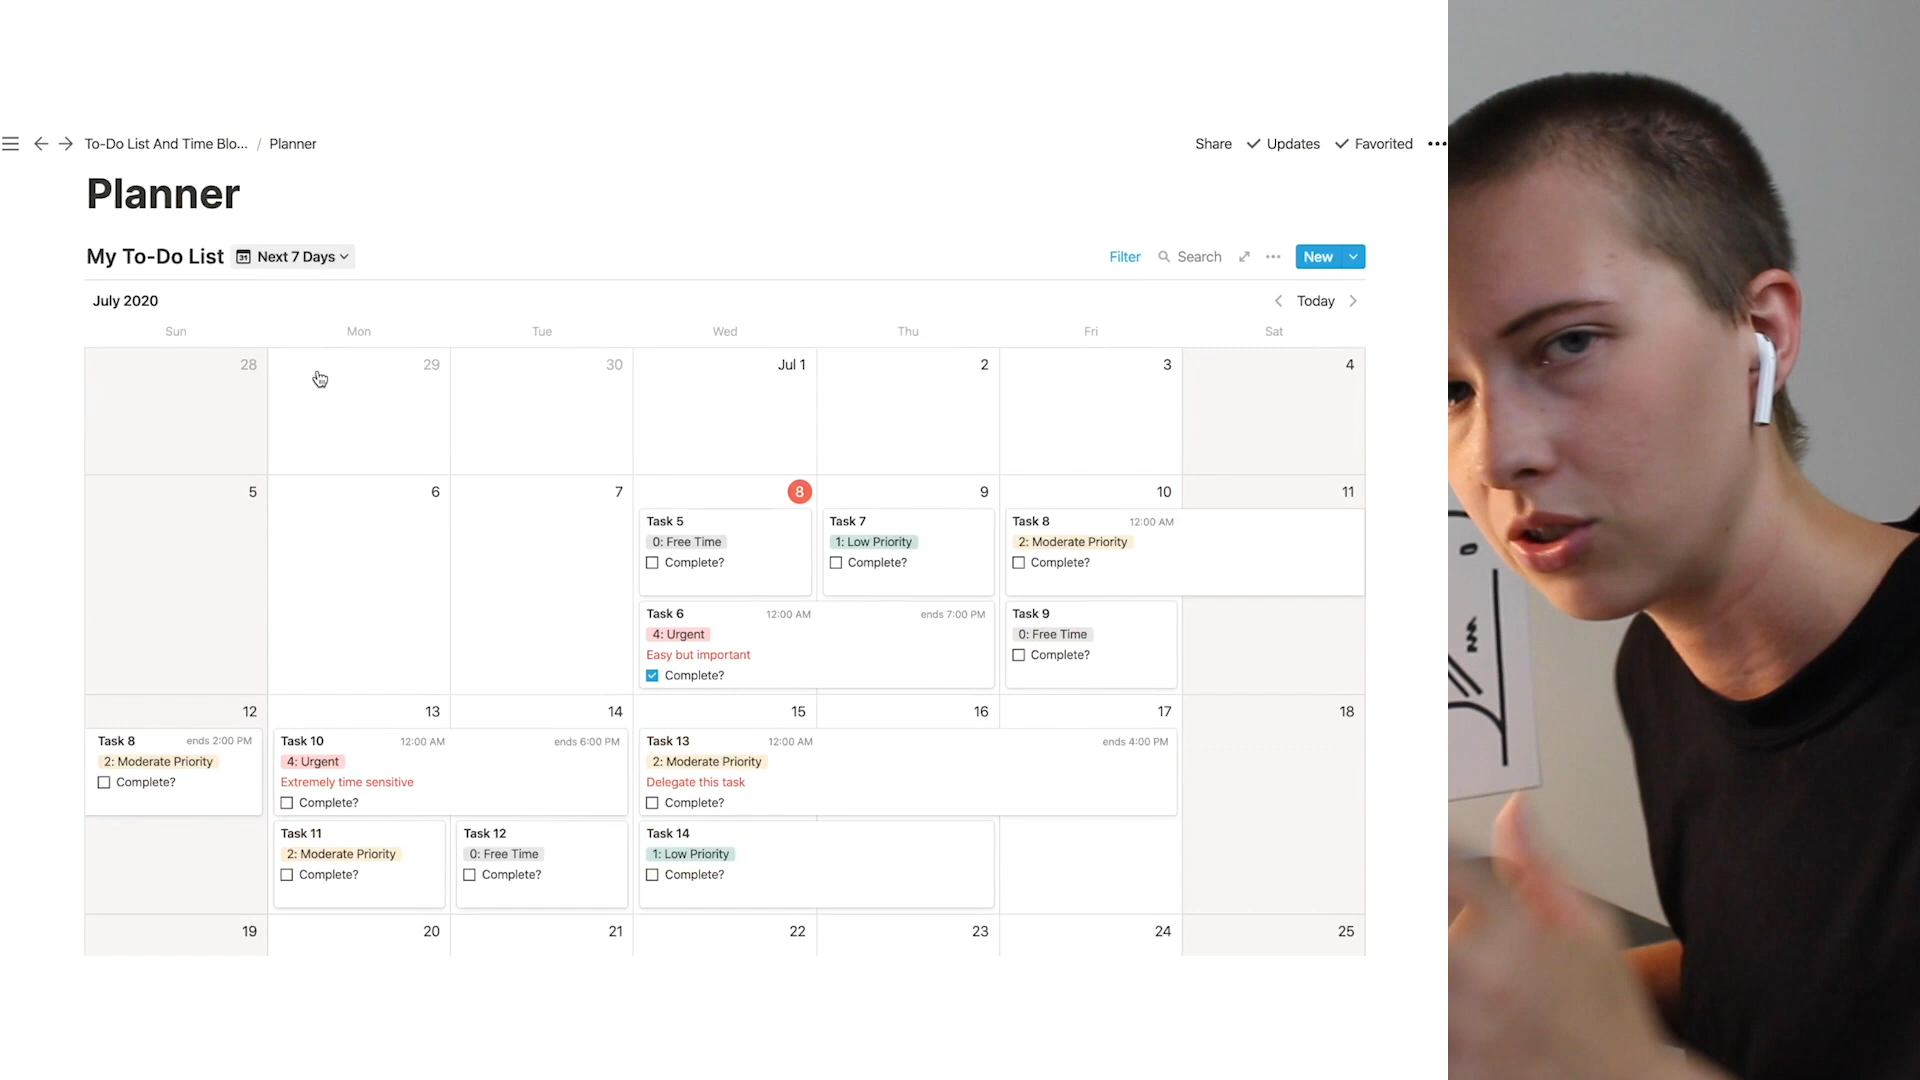 To-Do List And Time Blo... / Planner
Share Updates Favorited
Planner
My To-Do List Next 7 Days
Filter Search New
July 2020
Today
Sun Mon Tue Wed Thu Fri Sat
28 29 30 Jul 1 2 3 4
5 6 7 8 9 10 11
Task 5
0: Free Time
Complete?
Task 7
1: Low Priority
Complete?
Task 8 12:00 AM
2: Moderate Priority
Complete?
Task 6 12:00 AM ends 7:00 PM
4: Urgent
Easy but important
Complete?
Task 9
0: Free Time
Complete?
12 13 14 15 16 17 18
Task 8 ends 2:00 PM
2: Moderate Priority
Complete?
Task 10 12:00 AM ends 6:00 PM
4: Urgent
Extremely time sensitive
Complete?
Task 13 12:00 AM ends 4:00 PM
2: Moderate Priority
Delegate this task
Complete?
Task 11
2: Moderate Priority
Complete?
Task 12
0: Free Time
Complete?
Task 14
1: Low Priority
Complete?
19 20 21 22 23 24 25